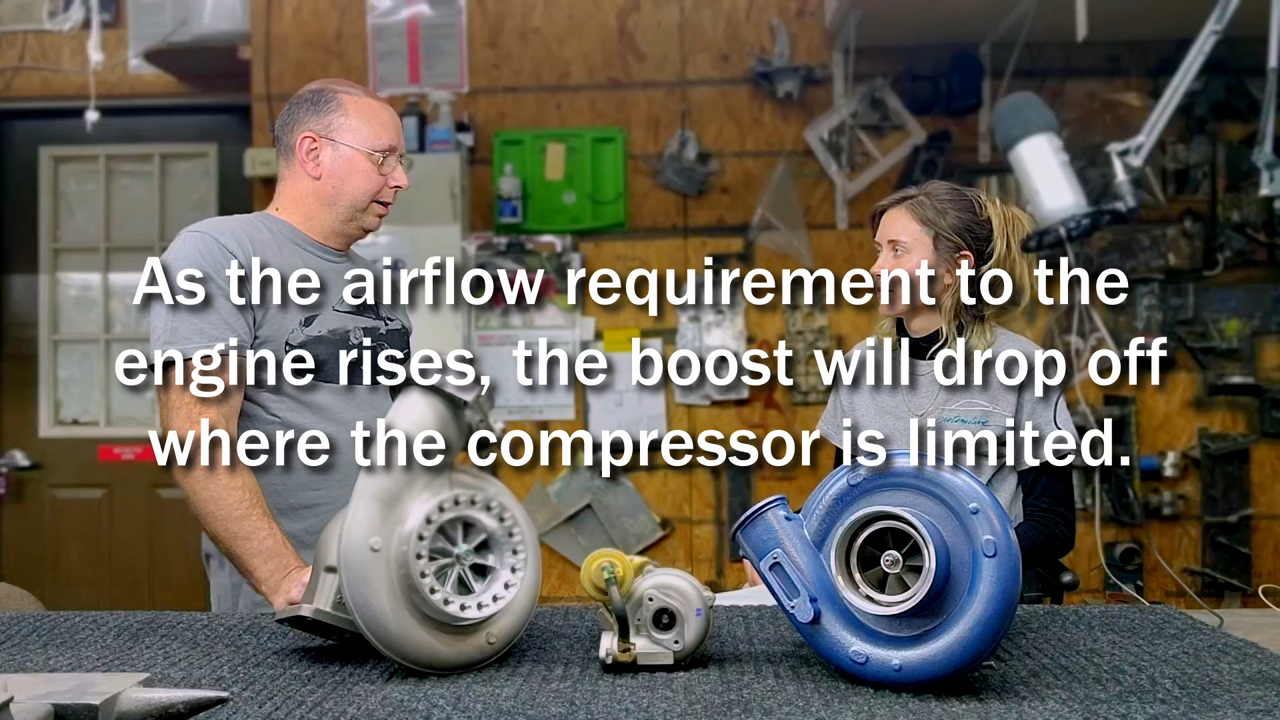 As the airflow requirement to the
engine rises, the boost will drop off
where the compressor is limited.